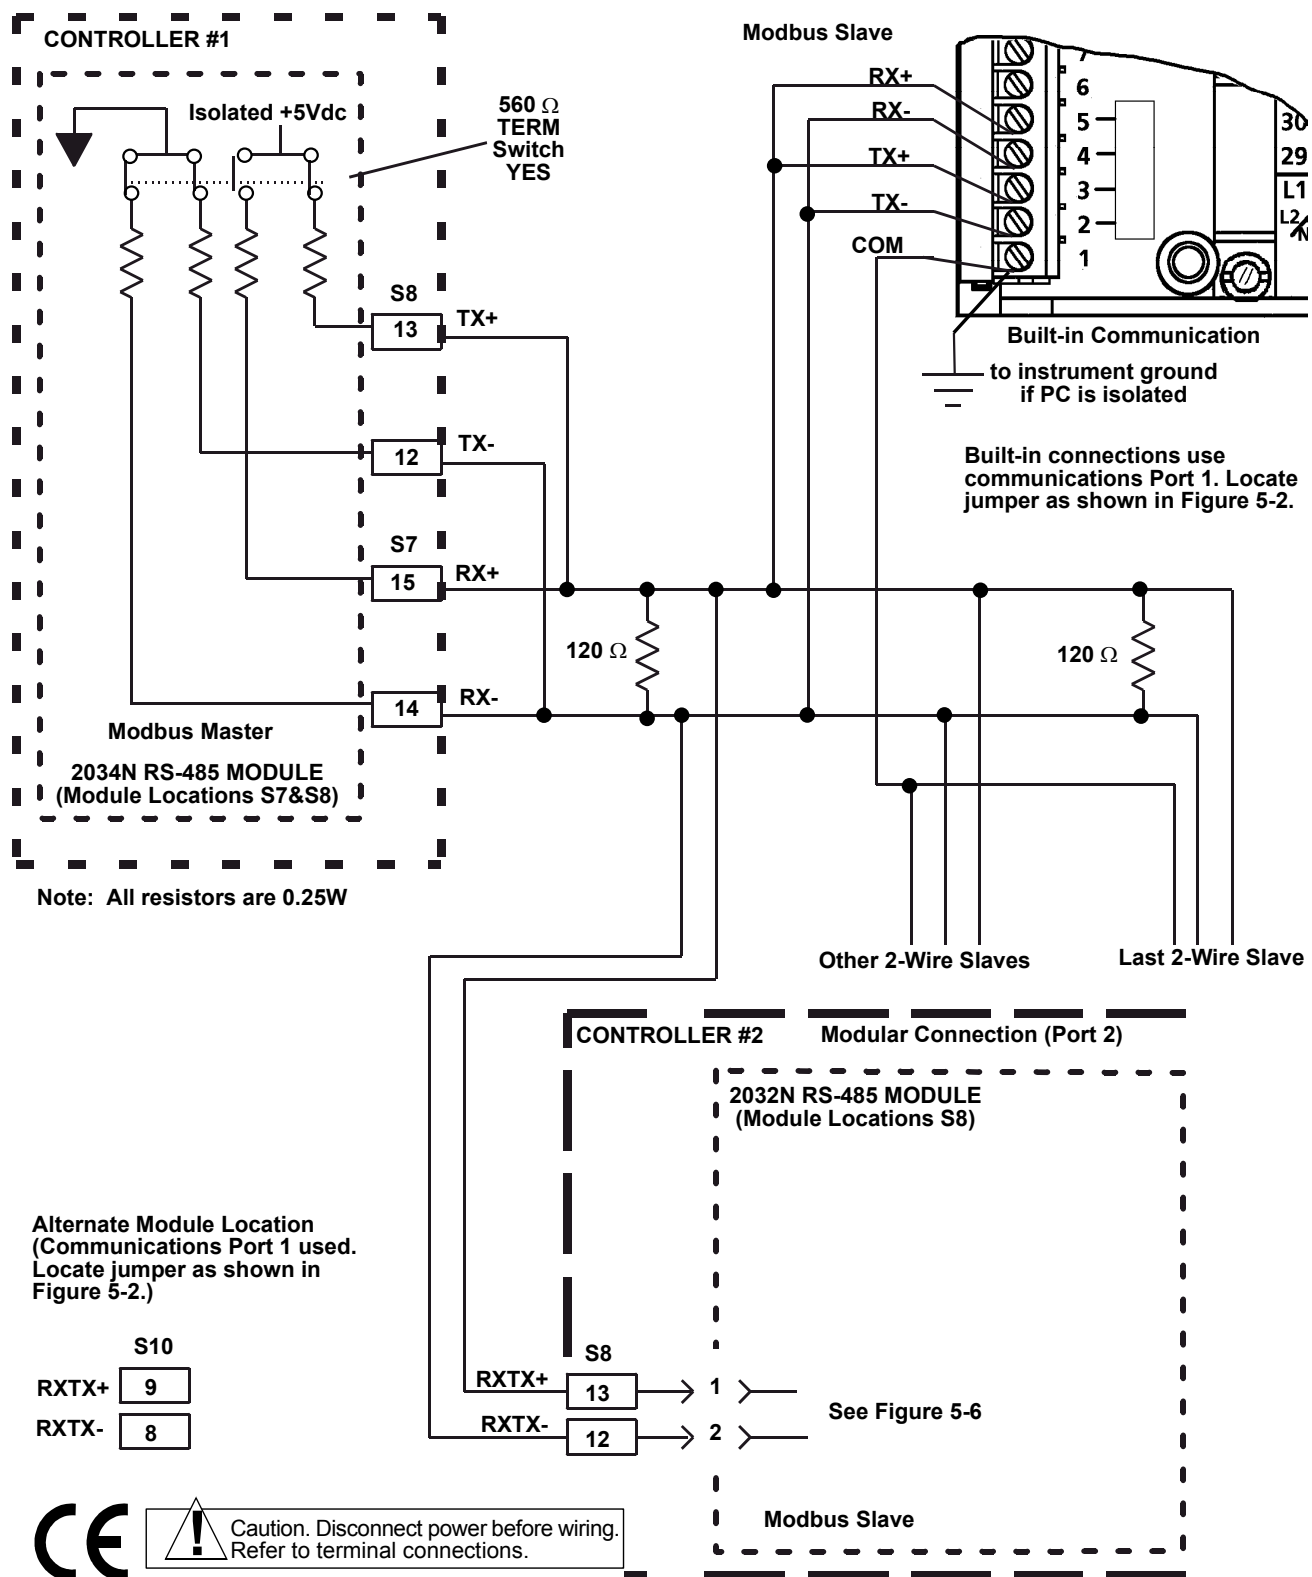 CONTROLLER #1
Isolated +5Vdc
560 Ω
TERM
Switch
YES
S8
13
TX+
12
TX-
S7
15
RX+
14
RX-
Modbus Master
2034N RS-485 MODULE
(Module Locations S7&S8)
Note: All resistors are 0.25W
120 Ω
120 Ω
Modbus Slave
RX+
RX-
TX+
TX-
COM
6
5
4
3
2
1
30
29
L1
L2
N
Built-in Communication
to instrument ground
if PC is isolated
Built-in connections use
communications Port 1. Locate
jumper as shown in Figure 5-2.
Other 2-Wire Slaves
Last 2-Wire Slave
CONTROLLER #2
Modular Connection (Port 2)
2032N RS-485 MODULE
(Module Locations S8)
Alternate Module Location
(Communications Port 1 used.
Locate jumper as shown in
Figure 5-2.)
S10
RXTX+ 9
RXTX- 8
S8
RXTX+ 13 1
RXTX- 12 2
See Figure 5-6
Modbus Slave
CE
! Caution. Disconnect power before wiring.
Refer to terminal connections.